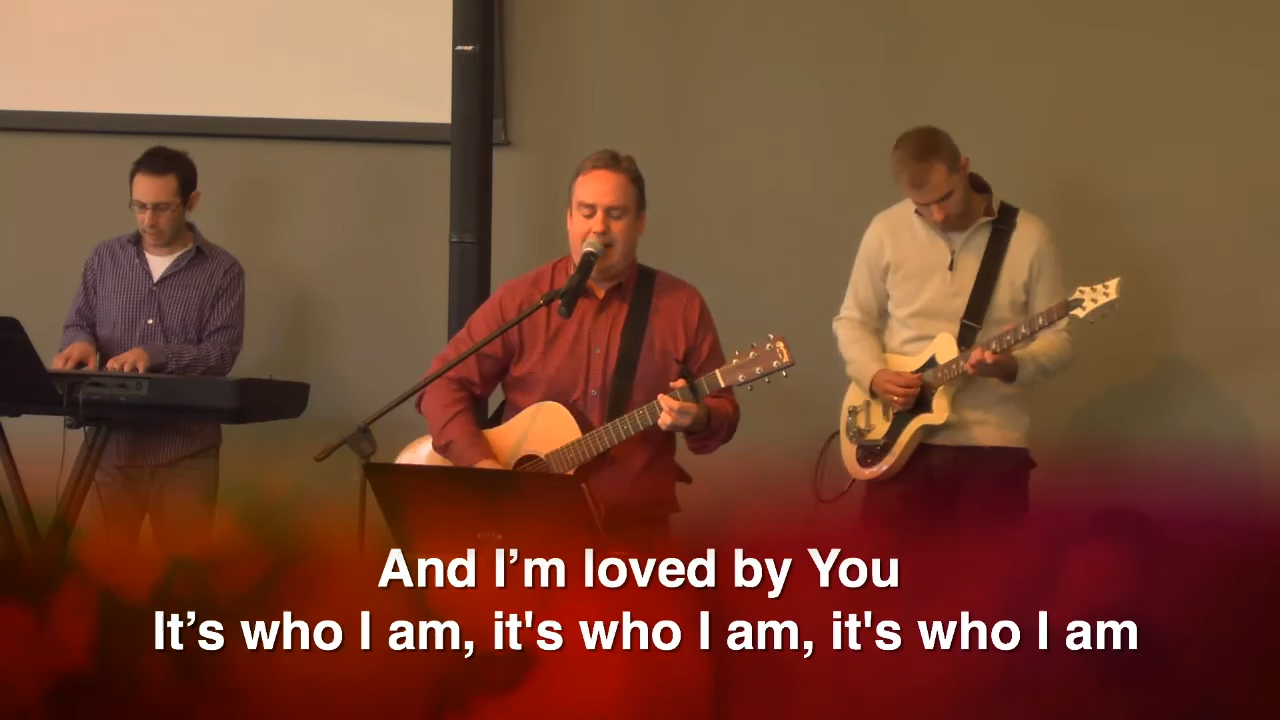 And I’m loved by You
It’s who I am, it's who I am, it's who I am